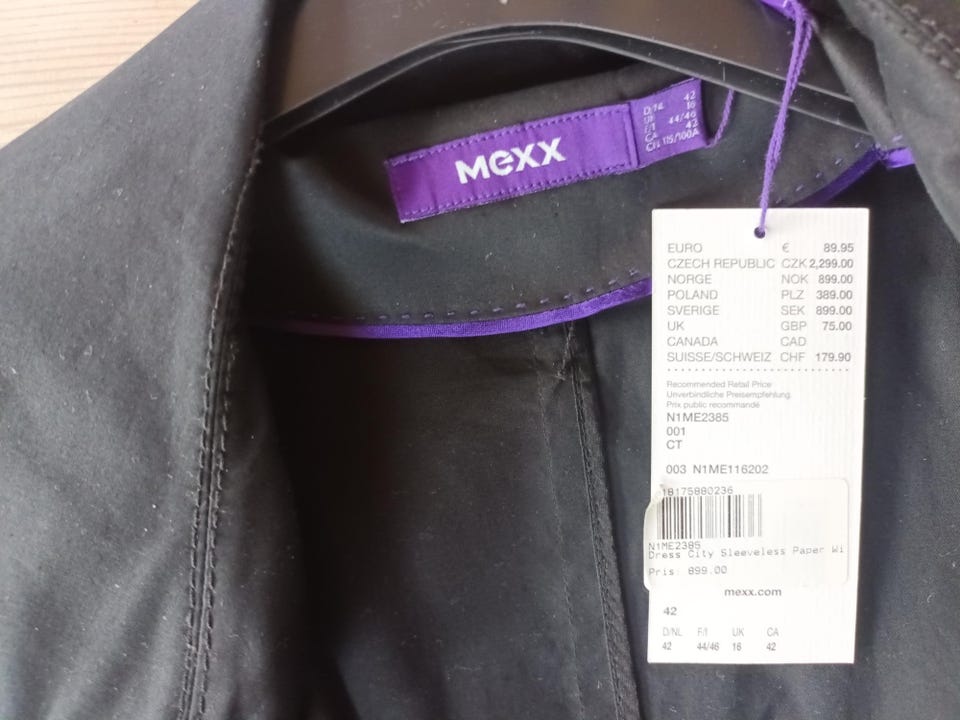 mexx
D/NL 42
UK 16
F/I 44/46
CA 42
CN 175/100A
EURO € 89.95
CZECH REPUBLIC CZK 2,299.00
NORGE NOK 899.00
POLAND PLZ 389.00
SVERIGE SEK 899.00
UK GBP 75.00
CANADA CAD
SUISSE/SCHWEIZ CHF 179.90
Recommended Retail Price
Unverbindliche Preisempfehlung.
Prix public recommandé
N1ME2385
001
CT
003 N1ME116202
18175880236
N1ME2385
Dress City Sleeveless Paper Wi
Pris: 899.00
mexx.com
42
D/NL F/I UK CA
42 44/46 16 42